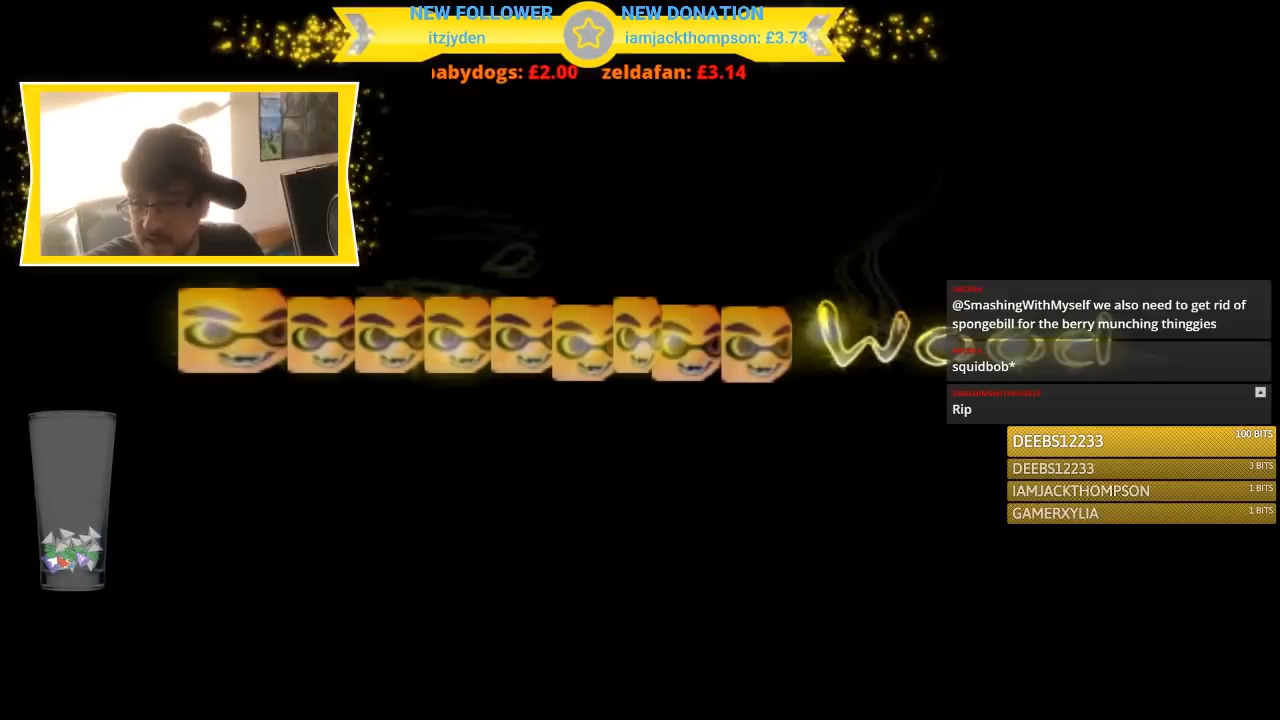 NEW FOLLOWER
NEW DONATION
itzjyden
iamjackthompson: £3.73
abydogs: £2.00 zeldafan: £3.14
Wood
@SmashingWithMyself we also need to get rid of
spongebill for the berry munching thinggies
squidbob*
SMASHINGWITHMYSELF
Rip
DEEBS12233 100 BITS
DEEBS12233 3 BITS
IAMJACKTHOMPSON 1 BITS
GAMERXYLIA 1 BITS